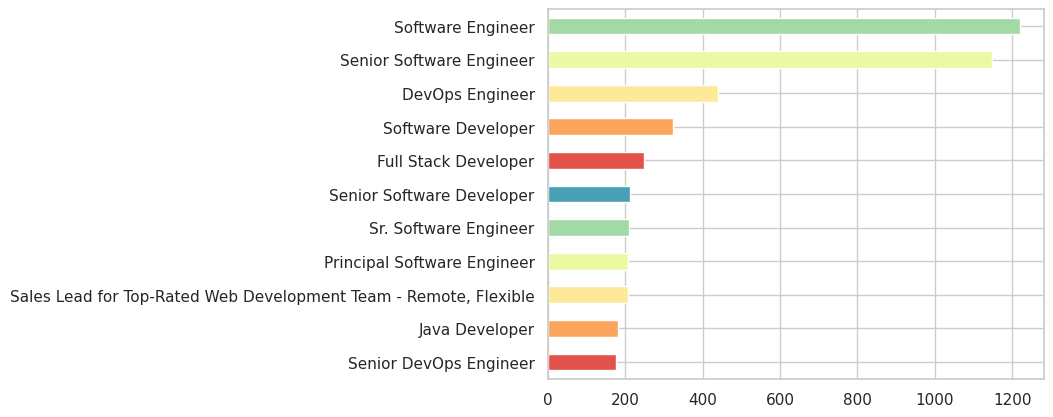 Software Engineer
Senior Software Engineer
DevOps Engineer
Software Developer
Full Stack Developer
Senior Software Developer
Sr. Software Engineer
Principal Software Engineer
Sales Lead for Top-Rated Web Development Team - Remote, Flexible
Java Developer
Senior DevOps Engineer
0 200 400 600 800 1000 1200